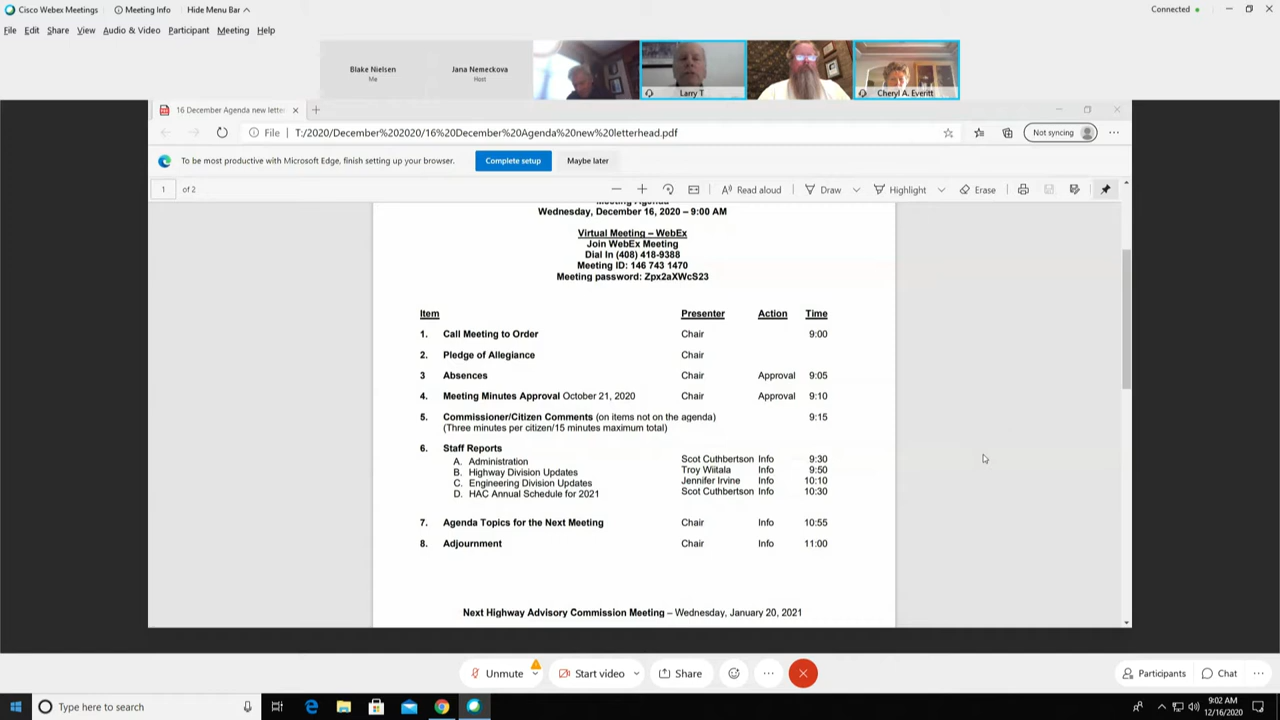 Cisco Webex Meetings
Meeting Info
Hide Menu Bar
Connected
File Edit Share View Audio & Video Participant Meeting Help
Blake Nielsen
Me
Jana Nemeckova
Host
Larry T
Cheryl A. Everitt
16 December Agenda new lette
File T:/2020/December%202020/16%20December%20Agenda%20new%20letterhead.pdf
Not syncing
To be most productive with Microsoft Edge, finish setting up your browser.
Complete setup
Maybe later
1 of 2
Read aloud
Draw
Highlight
Erase
Meeting Agenda
Wednesday, December 16, 2020 – 9:00 AM
Virtual Meeting – WebEx
Join WebEx Meeting
Dial In (408) 418-9388
Meeting ID: 146 743 1470
Meeting password: Zpx2aXWcS23
Item Presenter Action Time
1. Call Meeting to Order Chair 9:00
2. Pledge of Allegiance Chair
3 Absences Chair Approval 9:05
4. Meeting Minutes Approval October 21, 2020 Chair Approval 9:10
5. Commissioner/Citizen Comments (on items not on the agenda) 9:15
(Three minutes per citizen/15 minutes maximum total)
6. Staff Reports
A. Administration Scot Cuthbertson Info 9:30
B. Highway Division Updates Troy Wiitala Info 9:50
C. Engineering Division Updates Jennifer Irvine Info 10:10
D. HAC Annual Schedule for 2021 Scot Cuthbertson Info 10:30
7. Agenda Topics for the Next Meeting Chair Info 10:55
8. Adjournment Chair Info 11:00
Next Highway Advisory Commission Meeting – Wednesday, January 20, 2021
Unmute
Start video
Share
Participants
Chat
Type here to search
9:02 AM
12/16/2020